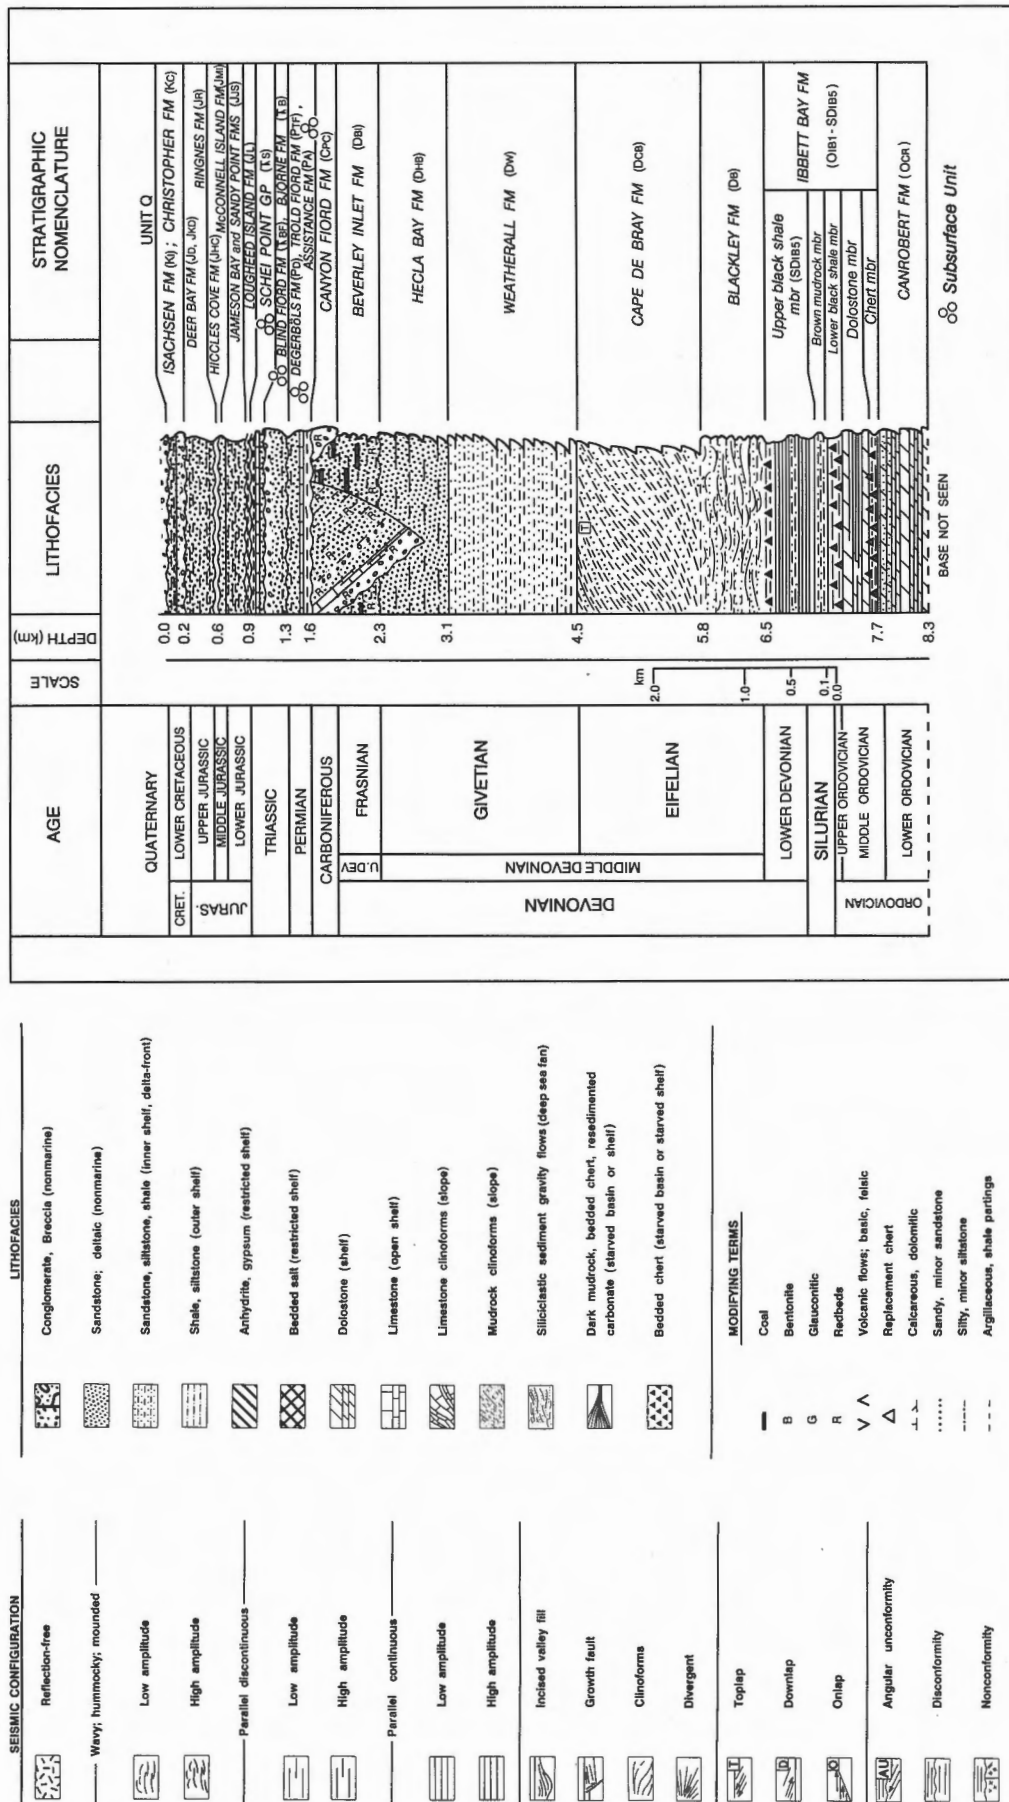 AGE
SCALE
DEPTH (km)
LITHOFACIES
STRATIGRAPHIC
NOMENCLATURE
QUATERNARY
CRET.
LOWER CRETACEOUS
JURAS.
UPPER JURASSIC
MIDDLE JURASSIC
LOWER JURASSIC
TRIASSIC
PERMIAN
CARBONIFEROUS
DEVONIAN
U.DEV
FRASNIAN
MIDDLE DEVONIAN
GIVETIAN
EIFELIAN
LOWER DEVONIAN
SILURIAN
ORDOVICIAN
UPPER ORDOVICIAN
MIDDLE ORDOVICIAN
LOWER ORDOVICIAN
km
2.0
1.0
0.5
0.1
0.0
0.0
0.2
0.6
0.9
1.3
1.6
2.3
3.1
4.5
5.8
6.5
7.7
8.3
T
BASE NOT SEEN
UNIT Q
ISACHSEN FM (KI) ; CHRISTOPHER FM (KC)
DEER BAY FM (JD, JKD)
RINGNES FM (JR)
HICCLES COVE FM (JHC)
McCONNELL ISLAND FM (JMI)
JAMESON BAY and SANDY POINT FMS (JJS)
LOUGHEED ISLAND FM (JL)
SCHEI POINT GP (TS)
BLIND FIORD FM (TBF), BJORNE FM (TB)
DEGERBÖLS FM (PD), TROLD FIORD FM (PTF),
ASSISTANCE FM (PA)
CANYON FIORD FM (CPC)
BEVERLEY INLET FM (DBI)
HECLA BAY FM (DHB)
WEATHERALL FM (DW)
CAPE DE BRAY FM (DCB)
BLACKLEY FM (DB)
Upper black shale
mbr (SDIB5)
Brown mudrock mbr
Lower black shale mbr
Dolostone mbr
Chert mbr
IBBETT BAY FM
(OIB1 - SDIB5)
CANROBERT FM (OCR)
Subsurface Unit
LITHOFACIES
Conglomerate, Breccia (nonmarine)
Sandstone; deltaic (nonmarine)
Sandstone, siltstone, shale (inner shelf, delta-front)
Shale, siltstone (outer shelf)
Anhydrite, gypsum (restricted shelf)
Bedded salt (restricted shelf)
Dolostone (shelf)
Limestone (open shelf)
Limestone clinoforms (slope)
Mudrock clinoforms (slope)
Siliciclastic sediment gravity flows (deep sea fan)
Dark mudrock, bedded chert, resedimented
carbonate (starved basin or shelf)
Bedded chert (starved basin or starved shelf)
MODIFYING TERMS
Coal
B Bentonite
G Glauconitic
R Redbeds
Volcanic flows; basic, felsic
Replacement chert
Calcareous, dolomitic
Sandy, minor sandstone
Silty, minor siltstone
Argillaceous, shale partings
SEISMIC CONFIGURATION
Reflection-free
Wavy; hummocky; mounded
Low amplitude
High amplitude
Parallel discontinuous
Low amplitude
High amplitude
Parallel continuous
Low amplitude
High amplitude
Incised valley fill
Growth fault
Clinoforms
Divergent
T Toplap
D Downlap
O Onlap
AU Angular unconformity
Disconformity
Nonconformity